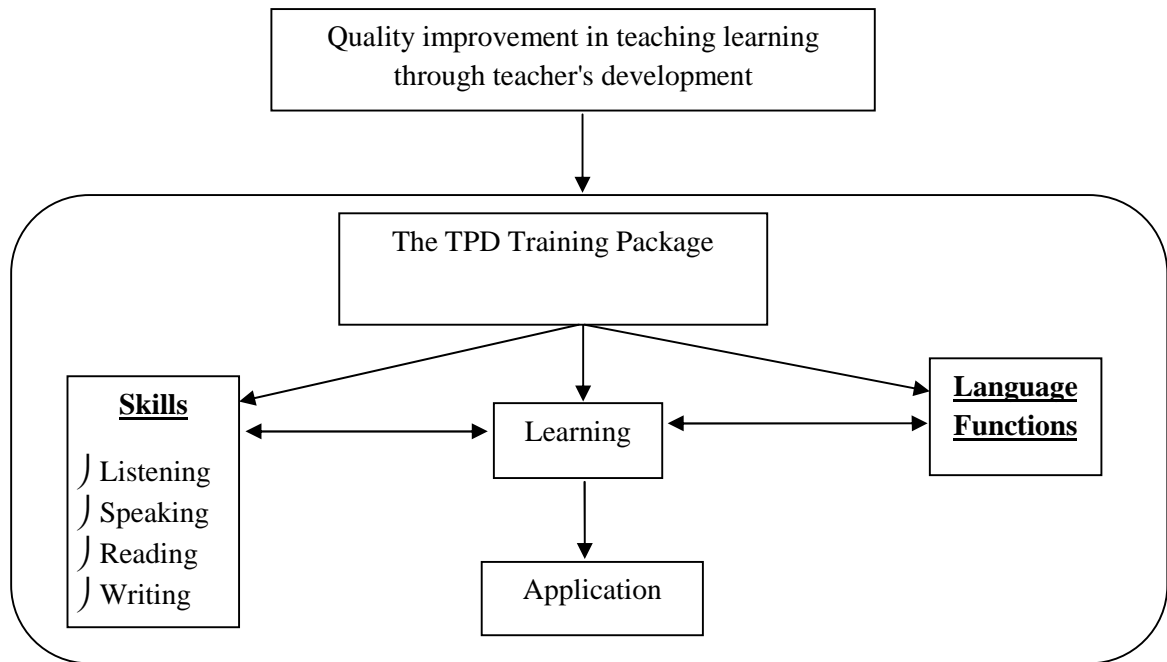 Quality improvement in teaching learning
through teacher's development
The TPD Training Package
Skills
Listening
Speaking
Reading
Writing
Learning
Language
Functions
Application